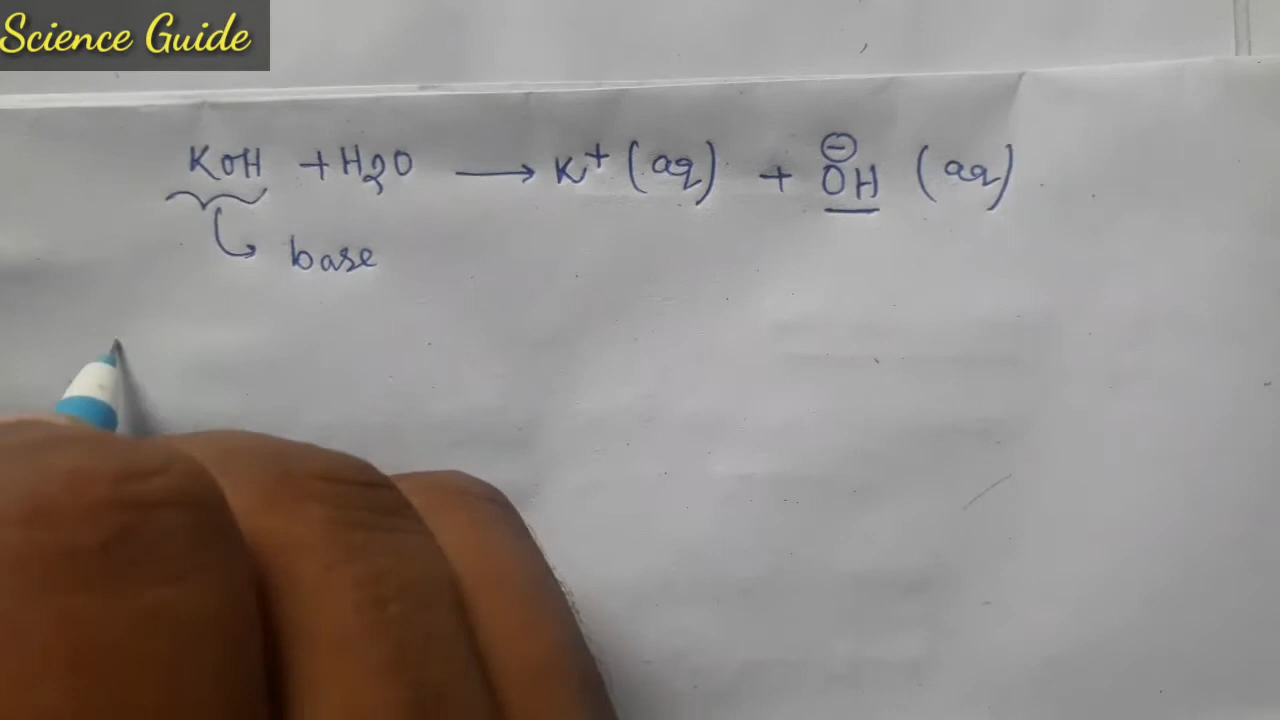 Science Guide
KOH + H2O → K+ (aq) + OH⊖ (aq)
base